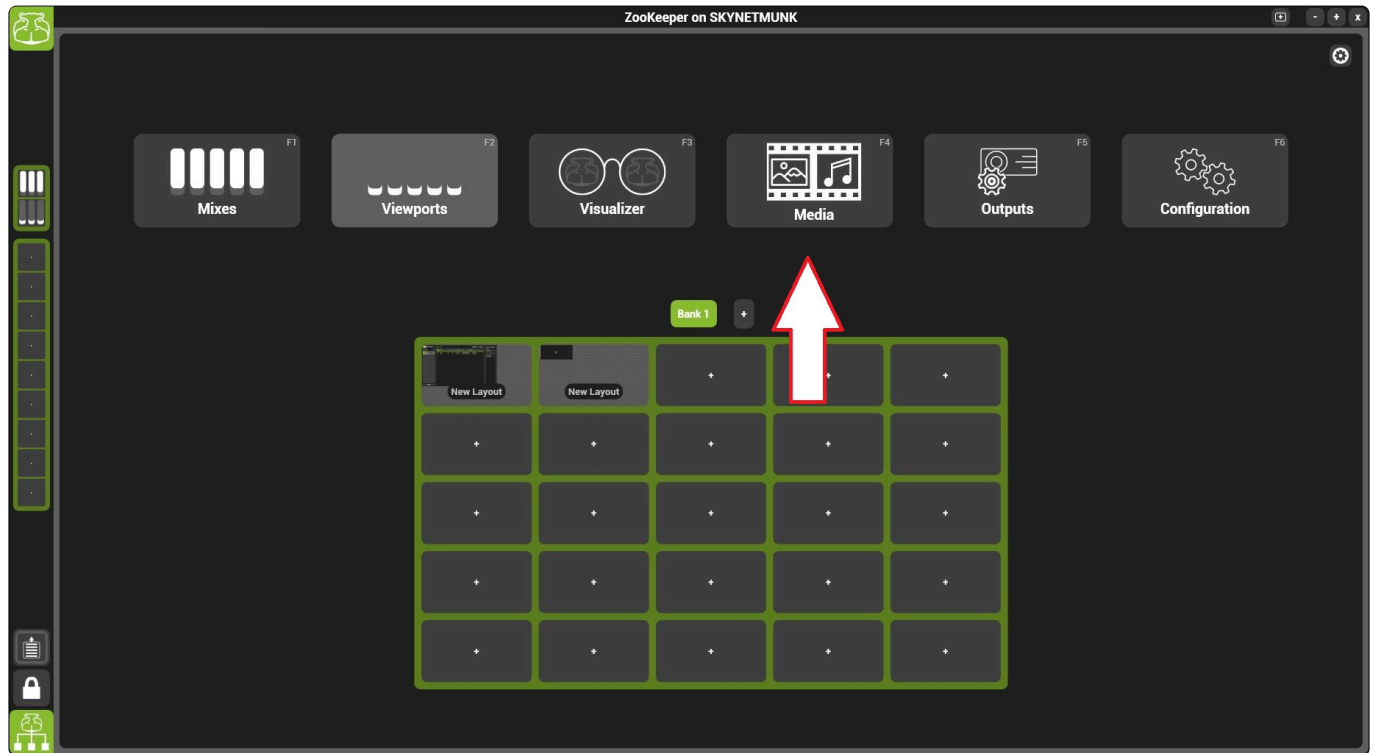 ZooKeeper on SKYNETMUNK
- + x
F1 F2 F3 F4 F5 F6
Mixes Viewports Visualizer Media Outputs Configuration
Bank 1 +
New Layout New Layout + + +
+ + + + +
+ + + + +
+ + + + +
+ + + + +